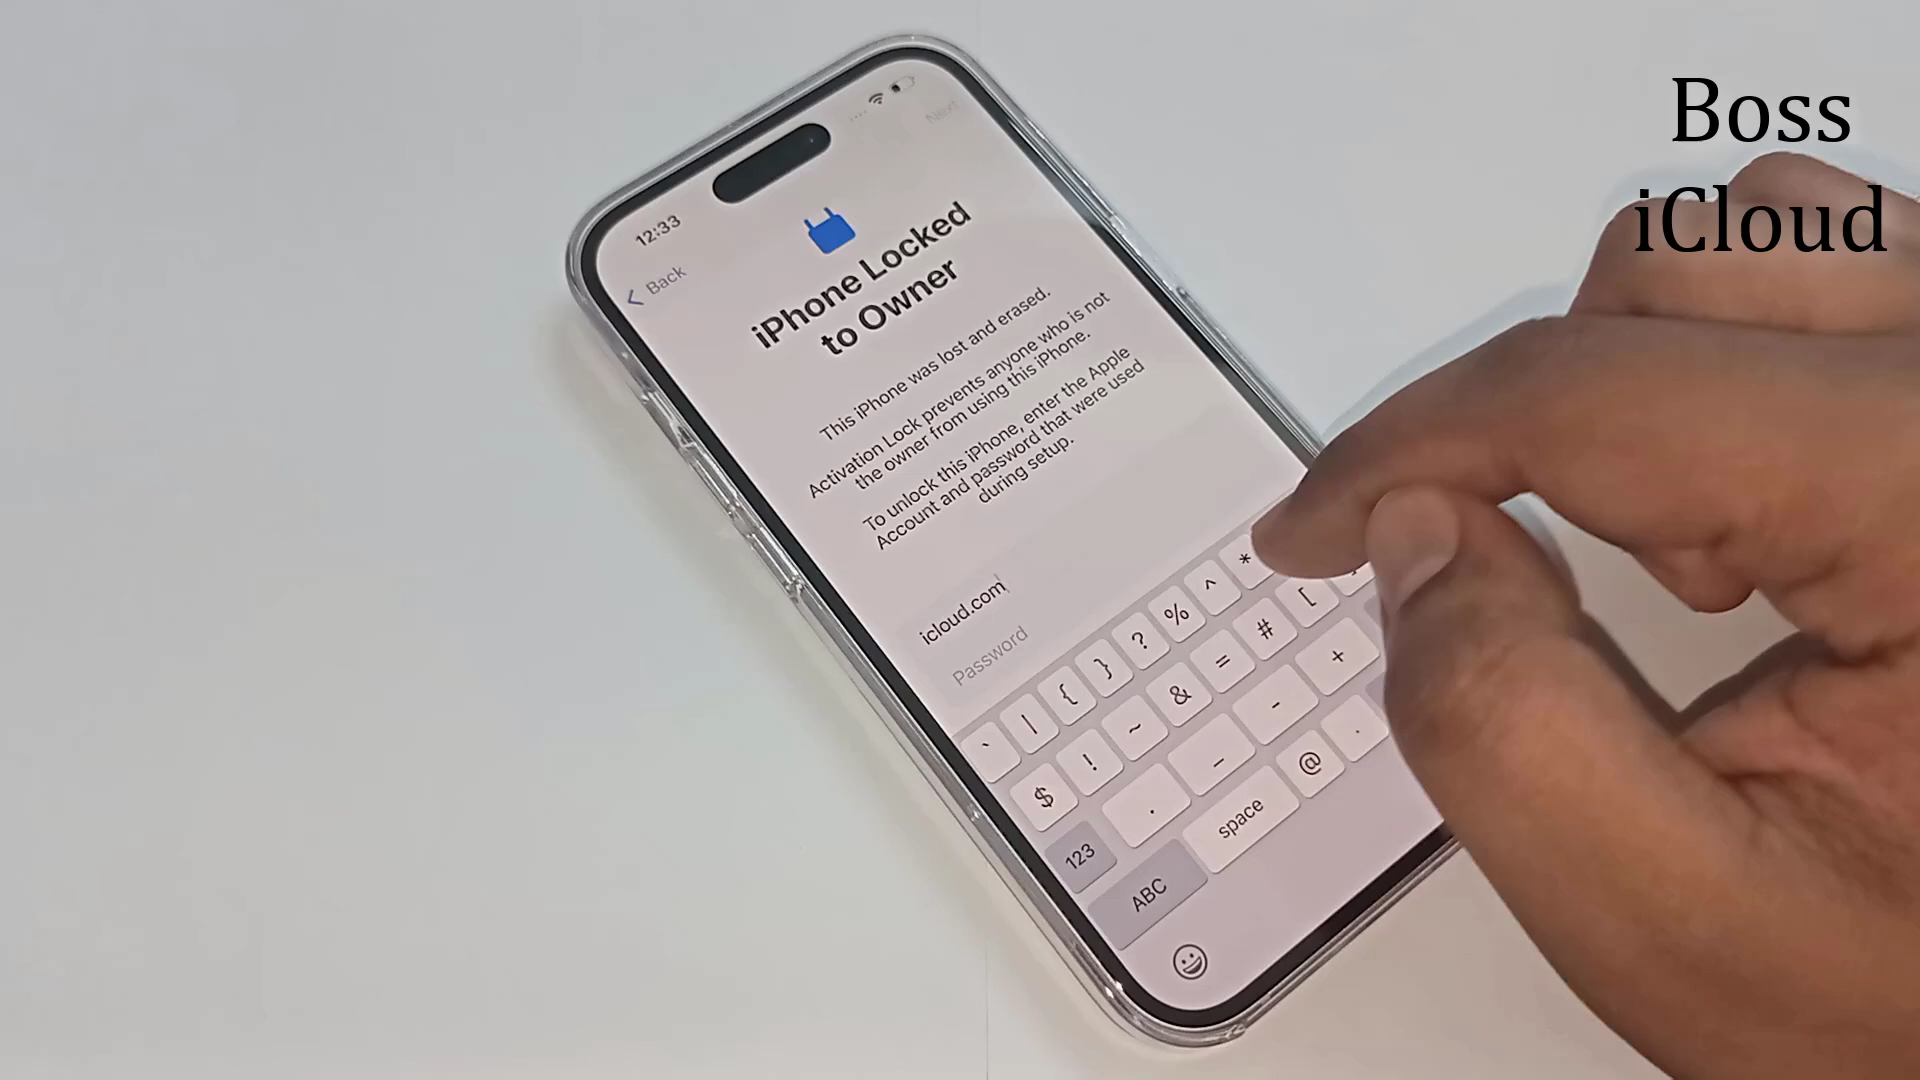 Boss
iCloud
12:33
Next
Back
iPhone Locked
to Owner
This iPhone was lost and erased.
Activation Lock prevents anyone who is not
the owner from using this iPhone.
To unlock this iPhone, enter the Apple
Account and password that were used
during setup.
icloud.com
Password
` | { } ? % ^ *
$ ! ~ & = # [
123 . _ - +
ABC space @ .